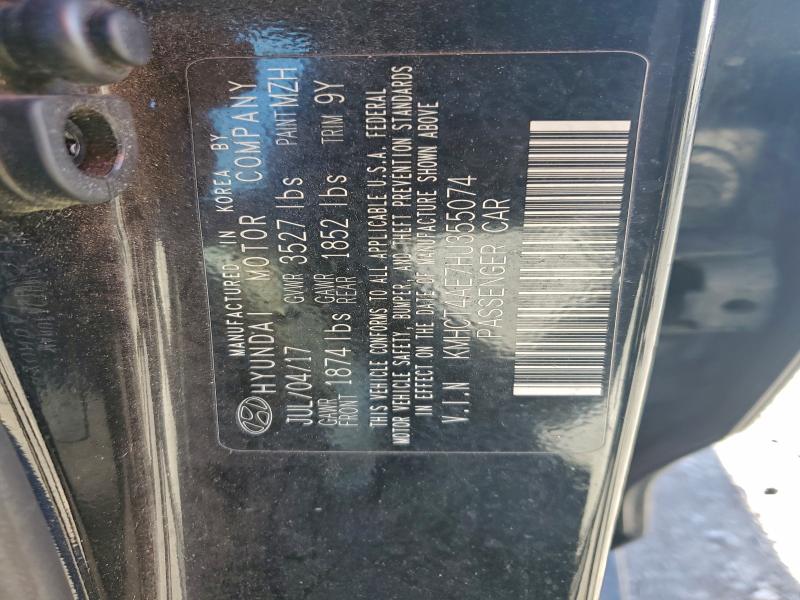 MANUFACTURED IN KOREA BY
HYUNDAI MOTOR COMPANY
JUL/04/17 GVWR 3527 lbs PAINT MZH
GAWR FRONT 1874 lbs GAWR REAR 1852 lbs TRIM 9Y
THIS VEHICLE CONFORMS TO ALL APPLICABLE U.S.A. FEDERAL
MOTOR VEHICLE SAFETY, BUMPER, AND THEFT PREVENTION STANDARDS
IN EFFECT ON THE DATE OF MANUFACTURE SHOWN ABOVE
V.I.N KMHCT4AE7HU355074
PASSENGER CAR